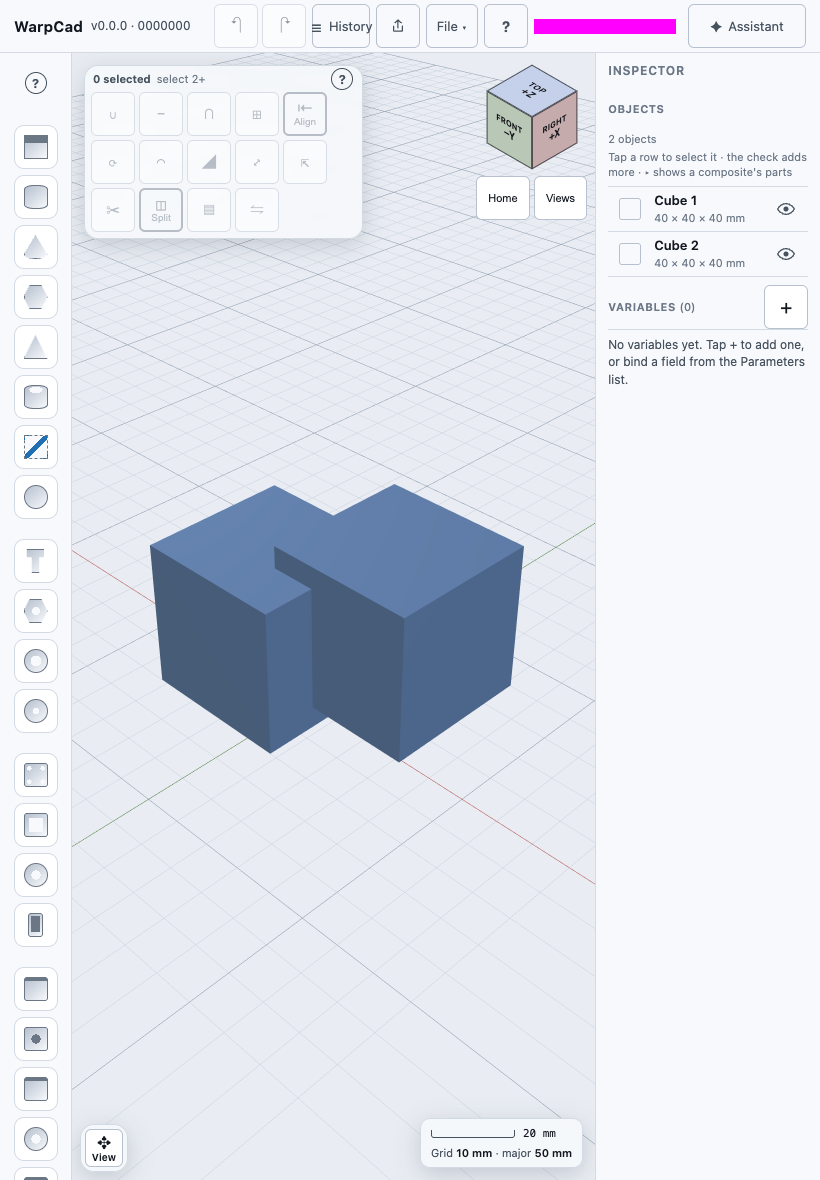 WarpCad v0.0.0 · 0000000
History
File ▾
?
Assistant
?
0 selected select 2+
?
Align
Split
TOP
+Z
FRONT
−Y
RIGHT
+X
Home
Views
INSPECTOR
OBJECTS
2 objects
Tap a row to select it · the check adds
more · ▸ shows a composite's parts
Cube 1
40 × 40 × 40 mm
Cube 2
40 × 40 × 40 mm
VARIABLES (0)
+
No variables yet. Tap + to add one,
or bind a field from the Parameters
list.
View
20 mm
Grid 10 mm · major 50 mm